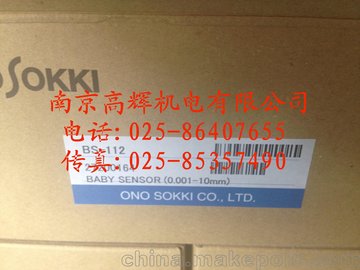 SOKKI
南京高辉机电有限公司
电话:025-86407655
BS-112
传真:025-85357490
BABY SENSOR (0.001-10mm)
ONO SOKKI CO., LTD.
china.makepolo.com